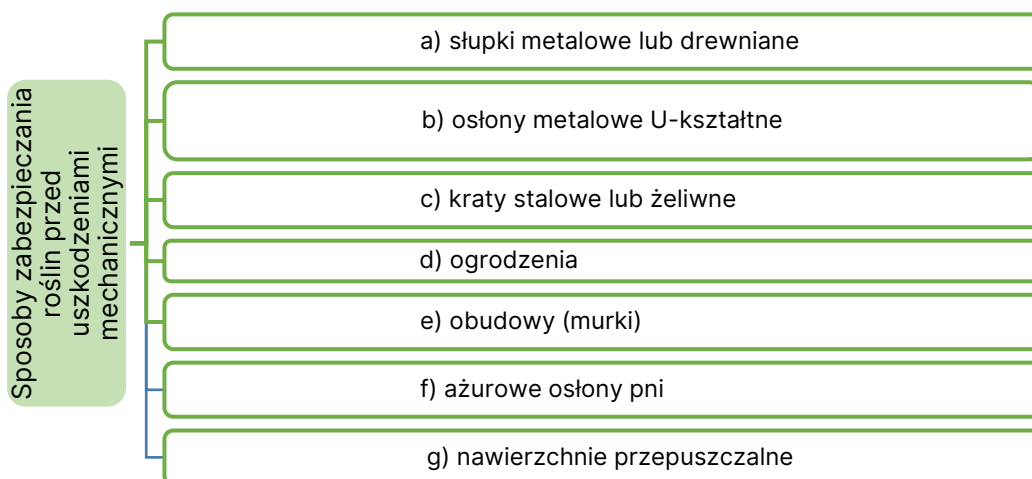 Sposoby zabezpieczania
roślin przed
uszkodzeniami
mechanicznymi
a) słupki metalowe lub drewniane
b) osłony metalowe U-kształtne
c) kraty stalowe lub żeliwne
d) ogrodzenia
e) obudowy (murki)
f) ażurowe osłony pni
g) nawierzchnie przepuszczalne